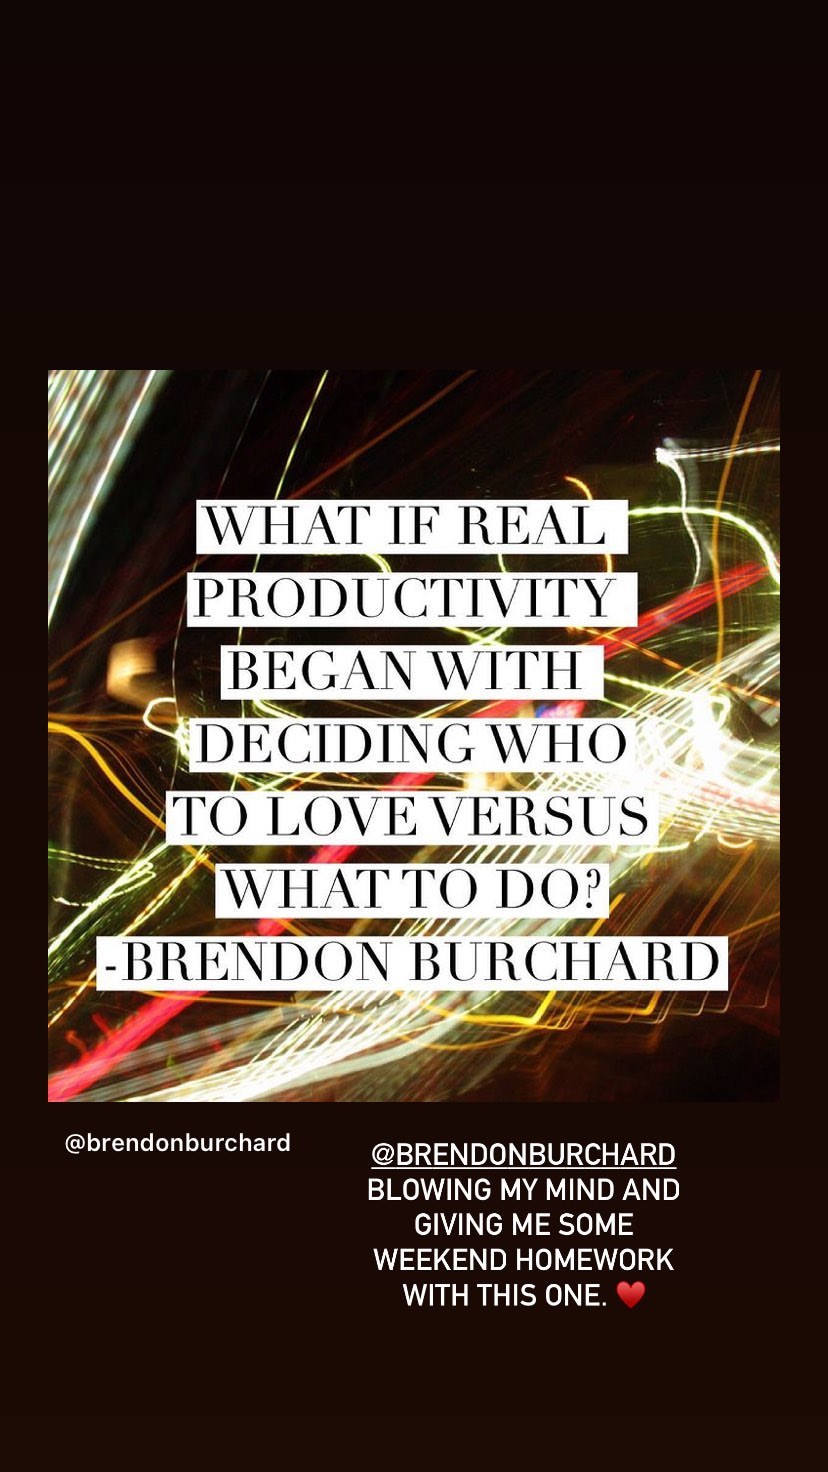 WHAT IF REAL
PRODUCTIVITY
BEGAN WITH
DECIDING WHO
TO LOVE VERSUS
WHAT TO DO?
-BRENDON BURCHARD
@brendonburchard
@BRENDONBURCHARD
BLOWING MY MIND AND
GIVING ME SOME
WEEKEND HOMEWORK
WITH THIS ONE. ♥️